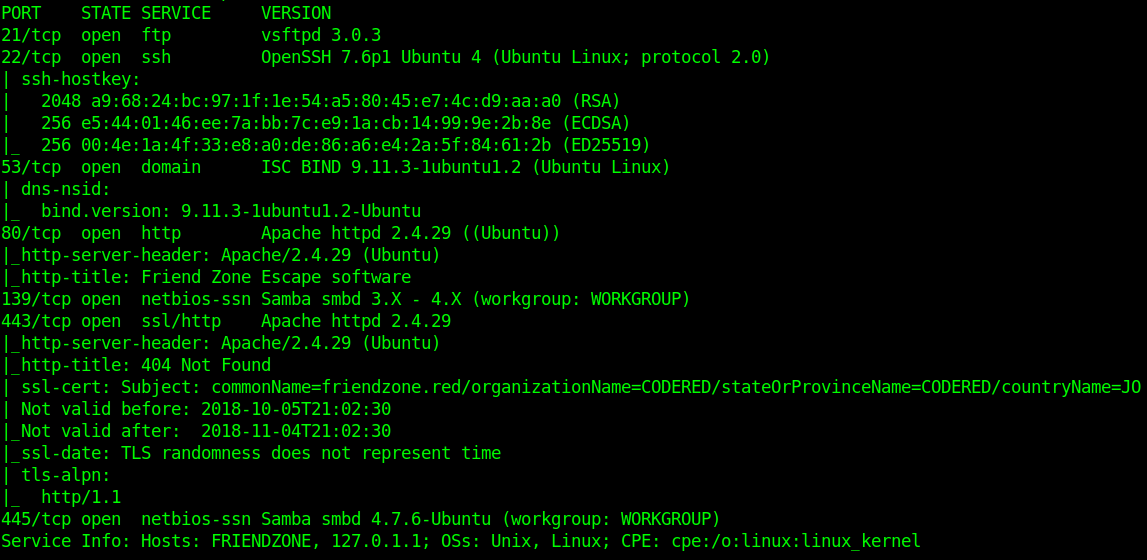 PORT    STATE SERVICE     VERSION
21/tcp  open  ftp         vsftpd 3.0.3
22/tcp  open  ssh         OpenSSH 7.6p1 Ubuntu 4 (Ubuntu Linux; protocol 2.0)
| ssh-hostkey:
|   2048 a9:68:24:bc:97:1f:1e:54:a5:80:45:e7:4c:d9:aa:a0 (RSA)
|   256 e5:44:01:46:ee:7a:bb:7c:e9:1a:cb:14:99:9e:2b:8e (ECDSA)
|_  256 00:4e:1a:4f:33:e8:a0:de:86:a6:e4:2a:5f:84:61:2b (ED25519)
53/tcp  open  domain      ISC BIND 9.11.3-1ubuntu1.2 (Ubuntu Linux)
| dns-nsid:
|_  bind.version: 9.11.3-1ubuntu1.2-Ubuntu
80/tcp  open  http        Apache httpd 2.4.29 ((Ubuntu))
|_http-server-header: Apache/2.4.29 (Ubuntu)
|_http-title: Friend Zone Escape software
139/tcp open  netbios-ssn Samba smbd 3.X - 4.X (workgroup: WORKGROUP)
443/tcp open  ssl/http    Apache httpd 2.4.29
|_http-server-header: Apache/2.4.29 (Ubuntu)
|_http-title: 404 Not Found
| ssl-cert: Subject: commonName=friendzone.red/organizationName=CODERED/stateOrProvinceName=CODERED/countryName=JO
| Not valid before: 2018-10-05T21:02:30
|_Not valid after:  2018-11-04T21:02:30
|_ssl-date: TLS randomness does not represent time
| tls-alpn:
|_  http/1.1
445/tcp open  netbios-ssn Samba smbd 4.7.6-Ubuntu (workgroup: WORKGROUP)
Service Info: Hosts: FRIENDZONE, 127.0.1.1; OSs: Unix, Linux; CPE: cpe:/o:linux:linux_kernel